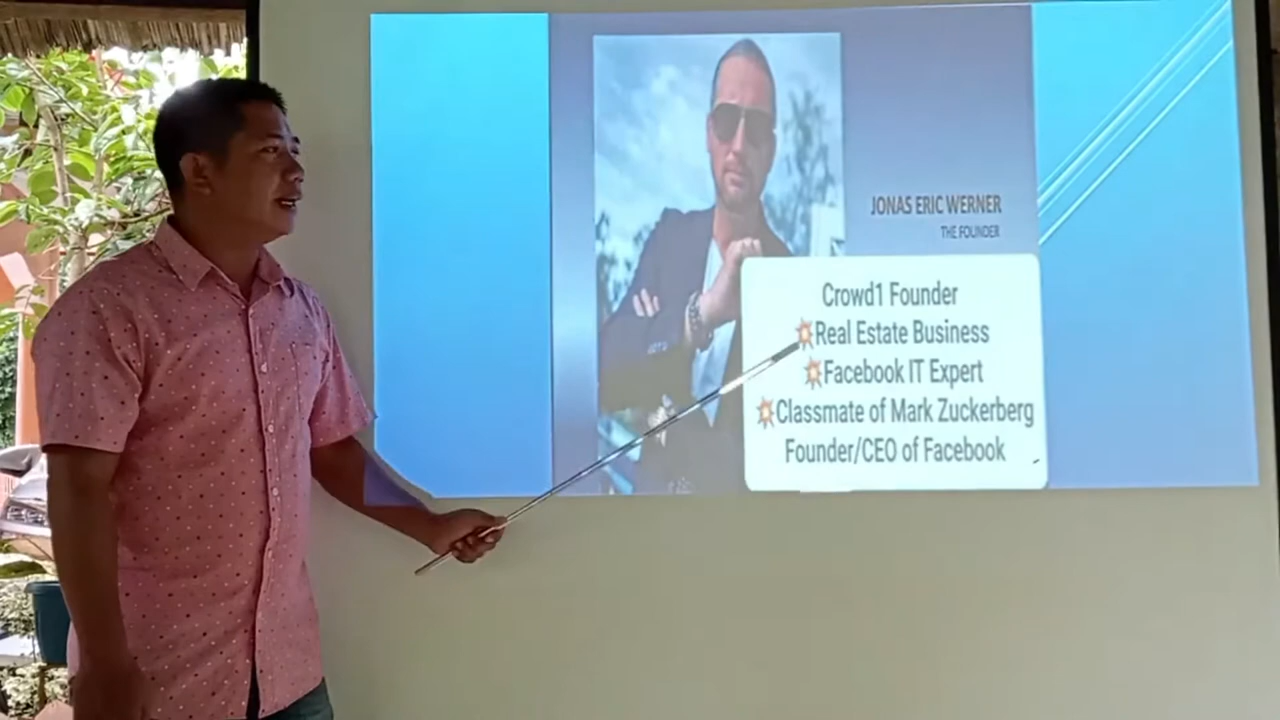 JONAS ERIC WERNER
THE FOUNDER
Crowd1 Founder
💥Real Estate Business
💥Facebook IT Expert
💥Classmate of Mark Zuckerberg
Founder/CEO of Facebook